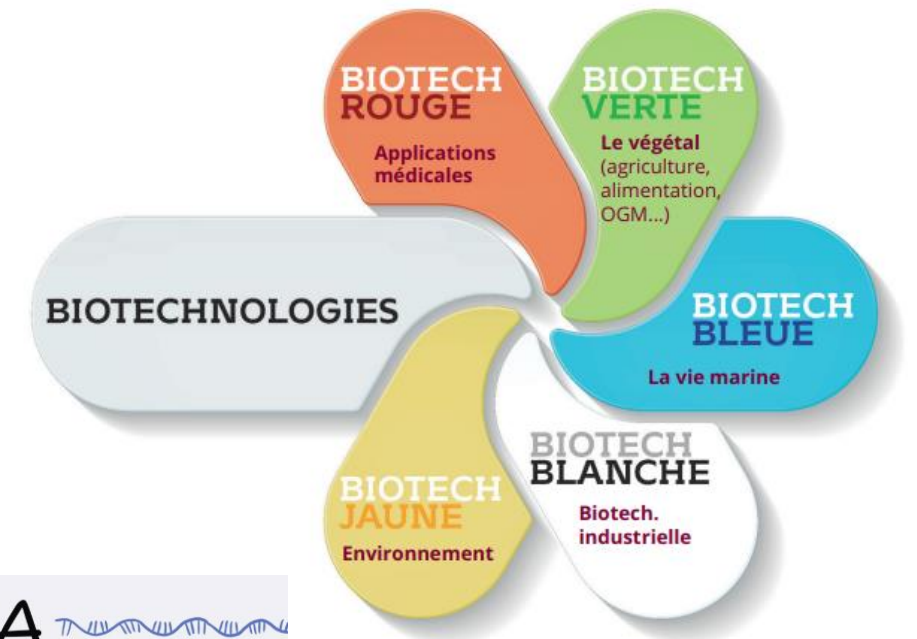 BIOTECH
ROUGE
Applications
médicales
BIOTECH
VERTE
Le végétal
(agriculture,
alimentation,
OGM...)
BIOTECHNOLOGIES
BIOTECH
BLEUE
La vie marine
BIOTECH
BLANCHE
Biotech.
industrielle
BIOTECH
JAUNE
Environnement
A